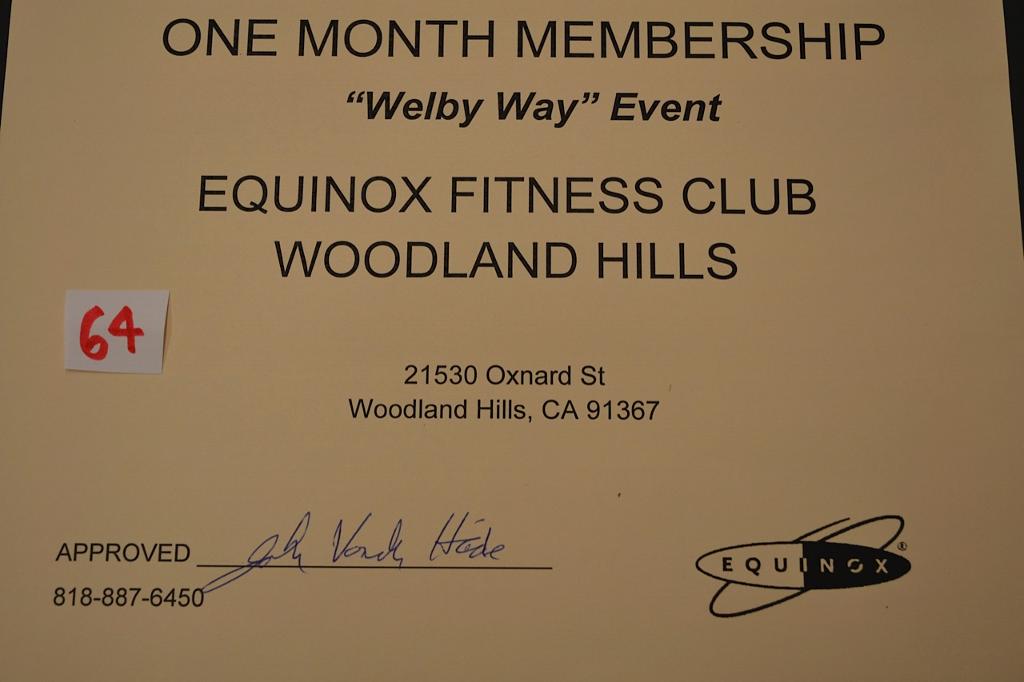 ONE MONTH MEMBERSHIP
“Welby Way” Event
EQUINOX FITNESS CLUB
WOODLAND HILLS
64
21530 Oxnard St
Woodland Hills, CA 91367
APPROVED
818-887-6450
EQUINOX®